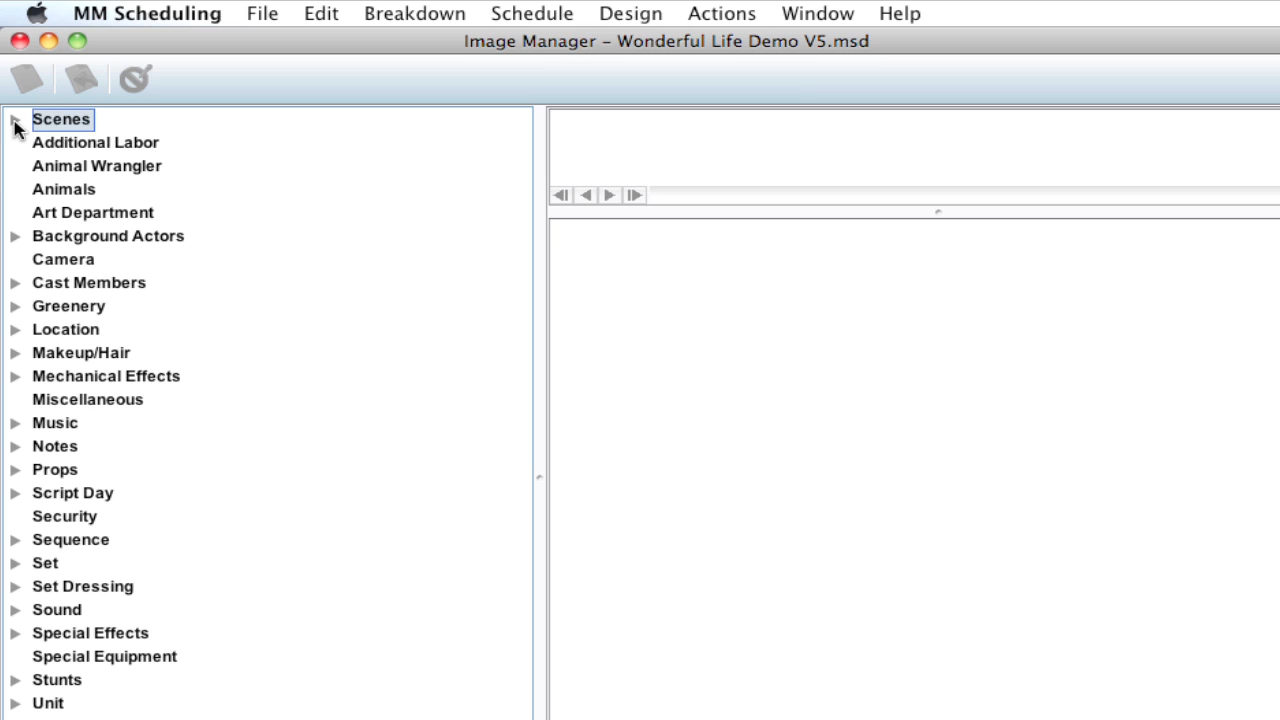 MM Scheduling File Edit Breakdown Schedule Design Actions Window Help
Image Manager – Wonderful Life Demo V5.msd
Scenes
Additional Labor
Animal Wrangler
Animals
Art Department
Background Actors
Camera
Cast Members
Greenery
Location
Makeup/Hair
Mechanical Effects
Miscellaneous
Music
Notes
Props
Script Day
Security
Sequence
Set
Set Dressing
Sound
Special Effects
Special Equipment
Stunts
Unit